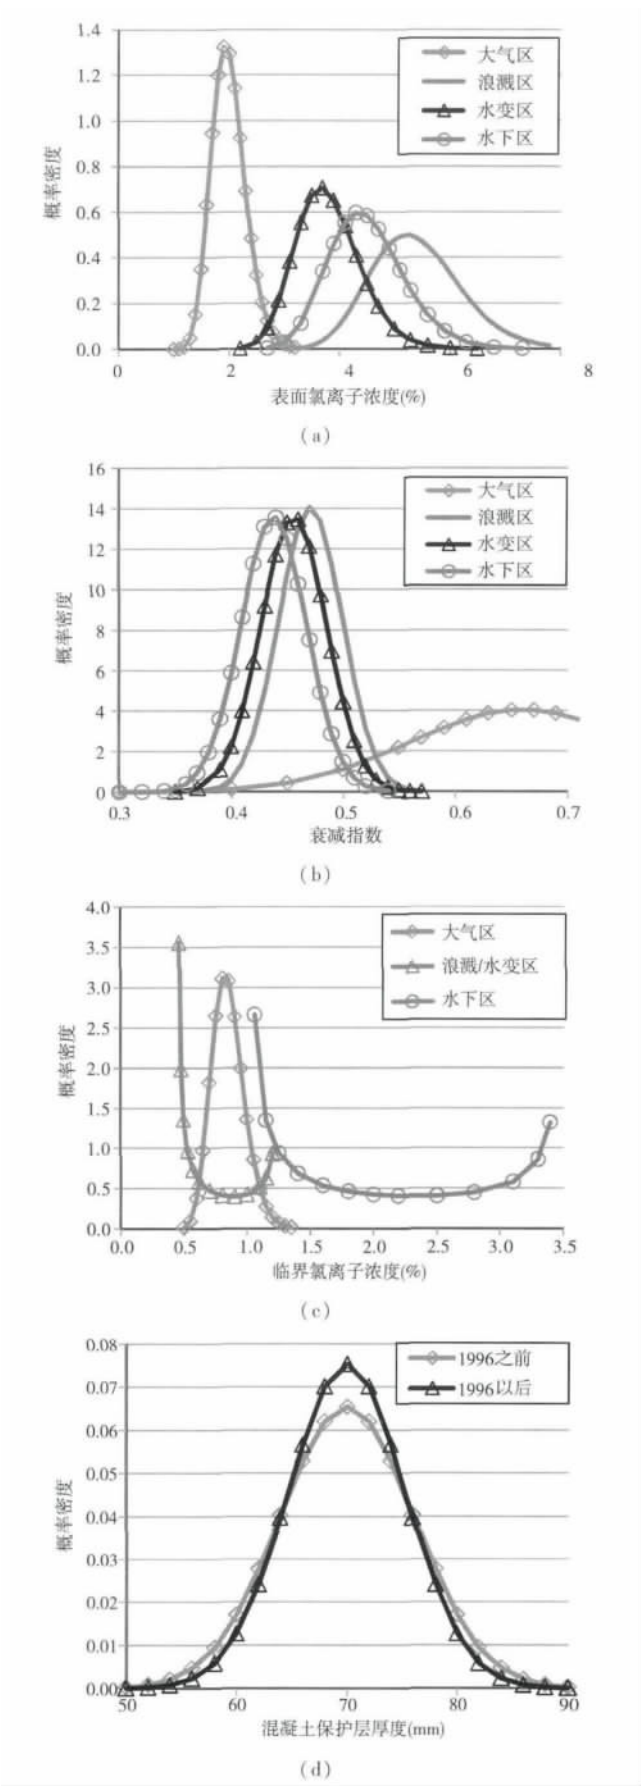 1.4
1.2
1.0
0.8
0.6
0.4
0.2
0.0
概率密度
大气区
浪溅区
水变区
水下区
0 2 4 6 8
表面氯离子浓度(%)
(a)
16
14
12
10
8
6
4
2
0
概率密度
大气区
浪溅区
水变区
水下区
0.3 0.4 0.5 0.6 0.7
衰减指数
(b)
4.0
3.5
3.0
2.5
2.0
1.5
1.0
0.5
0.0
概率密度
大气区
浪溅/水变区
水下区
0.0 0.5 1.0 1.5 2.0 2.5 3.0 3.5
临界氯离子浓度(%)
(c)
0.08
0.07
0.06
0.05
0.04
0.03
0.02
0.01
0.00
概率密度
1996之前
1996以后
50 60 70 80 90
混凝土保护层厚度(mm)
(d)